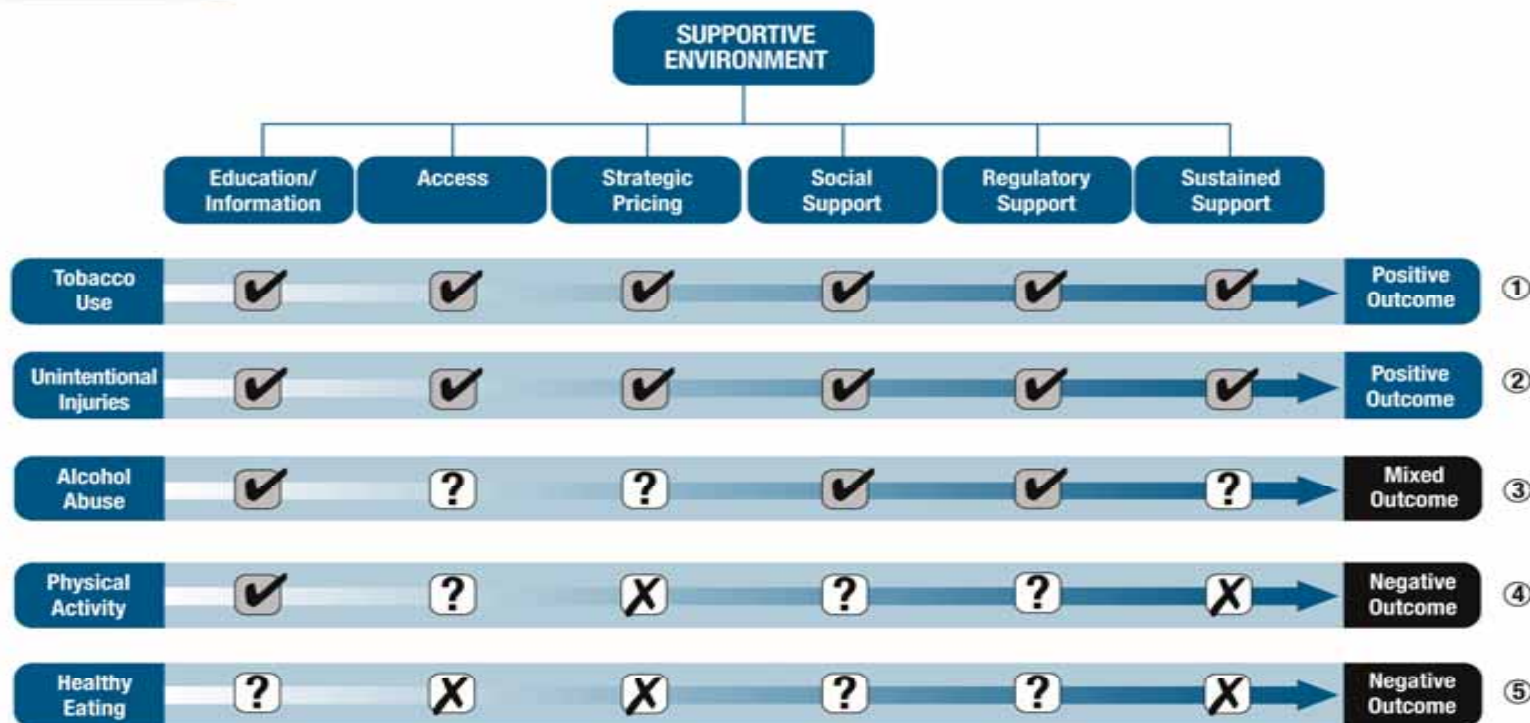 SUPPORTIVE
ENVIRONMENT
Education/
Information
Access
Strategic
Pricing
Social
Support
Regulatory
Support
Sustained
Support
Tobacco
Use
✔ ✔ ✔ ✔ ✔ ✔
Positive
Outcome
①
Unintentional
Injuries
✔ ✔ ✔ ✔ ✔ ✔
Positive
Outcome
②
Alcohol
Abuse
✔ ? ? ✔ ✔ ?
Mixed
Outcome
③
Physical
Activity
✔ ? ✗ ? ? ✗
Negative
Outcome
④
Healthy
Eating
? ✗ ✗ ? ? ✗
Negative
Outcome
⑤